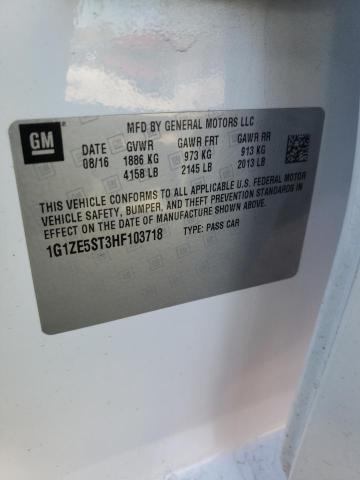 GM
MFD BY GENERAL MOTORS LLC
DATE GVWR GAWR FRT GAWR RR
08/16 1886 KG 973 KG 913 KG
4158 LB 2145 LB 2013 LB
THIS VEHICLE CONFORMS TO ALL APPLICABLE U.S. FEDERAL MOTOR
VEHICLE SAFETY, BUMPER, AND THEFT PREVENTION STANDARDS IN
EFFECT ON THE DATE OF MANUFACTURE SHOWN ABOVE.
1G1ZE5ST3HF103718 TYPE: PASS CAR